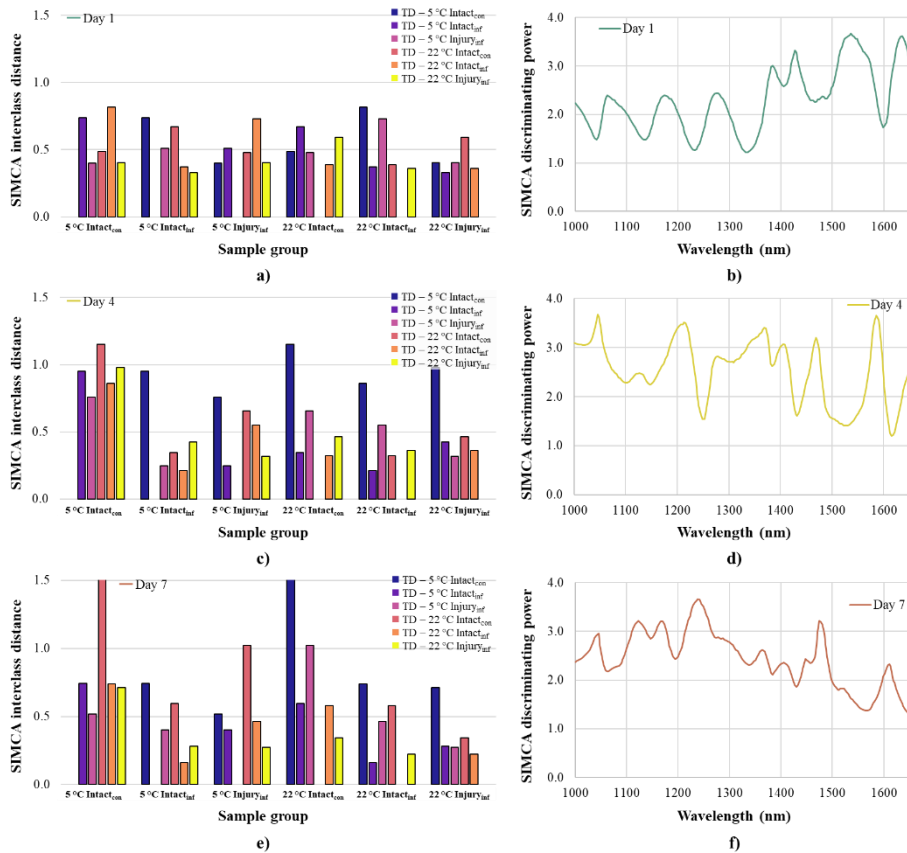 a)
SIMCA interclass distance
1.5
1.0
0.5
0.0
Day 1
TD – 5 °C Intactcon
TD – 5 °C Intactinf
TD – 5 °C Injuryinf
TD – 22 °C Intactcon
TD – 22 °C Intactinf
TD – 22 °C Injuryinf
5 °C Intactcon 5 °C Intactinf 5 °C Injuryinf 22 °C Intactcon 22 °C Intactinf 22 °C Injuryinf
Sample group
a)
SIMCA discriminating power
4.0
3.0
2.0
1.0
0.0
Day 1
1000 1100 1200 1300 1400 1500 1600
Wavelength (nm)
b)
SIMCA interclass distance
1.5
1.0
0.5
0.0
Day 4
TD – 5 °C Intactcon
TD – 5 °C Intactinf
TD – 5 °C Injuryinf
TD – 22 °C Intactcon
TD – 22 °C Intactinf
TD – 22 °C Injuryinf
5 °C Intactcon 5 °C Intactinf 5 °C Injuryinf 22 °C Intactcon 22 °C Intactinf 22 °C Injuryinf
Sample group
c)
SIMCA discriminating power
4.0
3.0
2.0
1.0
0.0
Day 4
1000 1100 1200 1300 1400 1500 1600
Wavelength (nm)
d)
SIMCA interclass distance
1.5
1.0
0.5
0.0
Day 7
TD – 5 °C Intactcon
TD – 5 °C Intactinf
TD – 5 °C Injuryinf
TD – 22 °C Intactcon
TD – 22 °C Intactinf
TD – 22 °C Injuryinf
5 °C Intactcon 5 °C Intactinf 5 °C Injuryinf 22 °C Intactcon 22 °C Intactinf 22 °C Injuryinf
Sample group
e)
SIMCA discriminating power
4.0
3.0
2.0
1.0
0.0
Day 7
1000 1100 1200 1300 1400 1500 1600
Wavelength (nm)
f)